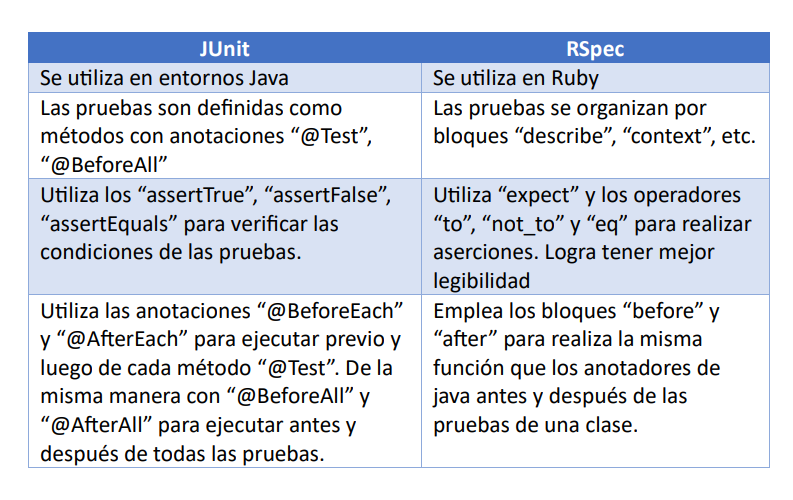 JUnit
RSpec
Se utiliza en entornos Java
Se utiliza en Ruby
Las pruebas son definidas como
métodos con anotaciones “@Test”,
“@BeforeAll”
Las pruebas se organizan por
bloques “describe”, “context”, etc.
Utiliza los “assertTrue”, “assertFalse”,
“assertEquals” para verificar las
condiciones de las pruebas.
Utiliza “expect” y los operadores
“to”, “not_to” y “eq” para realizar
aserciones. Logra tener mejor
legibilidad
Utiliza las anotaciones “@BeforeEach”
y “@AfterEach” para ejecutar previo y
luego de cada método “@Test”. De la
misma manera con “@BeforeAll” y
“@AfterAll” para ejecutar antes y
después de todas las pruebas.
Emplea los bloques “before” y
“after” para realiza la misma
función que los anotadores de
java antes y después de las
pruebas de una clase.